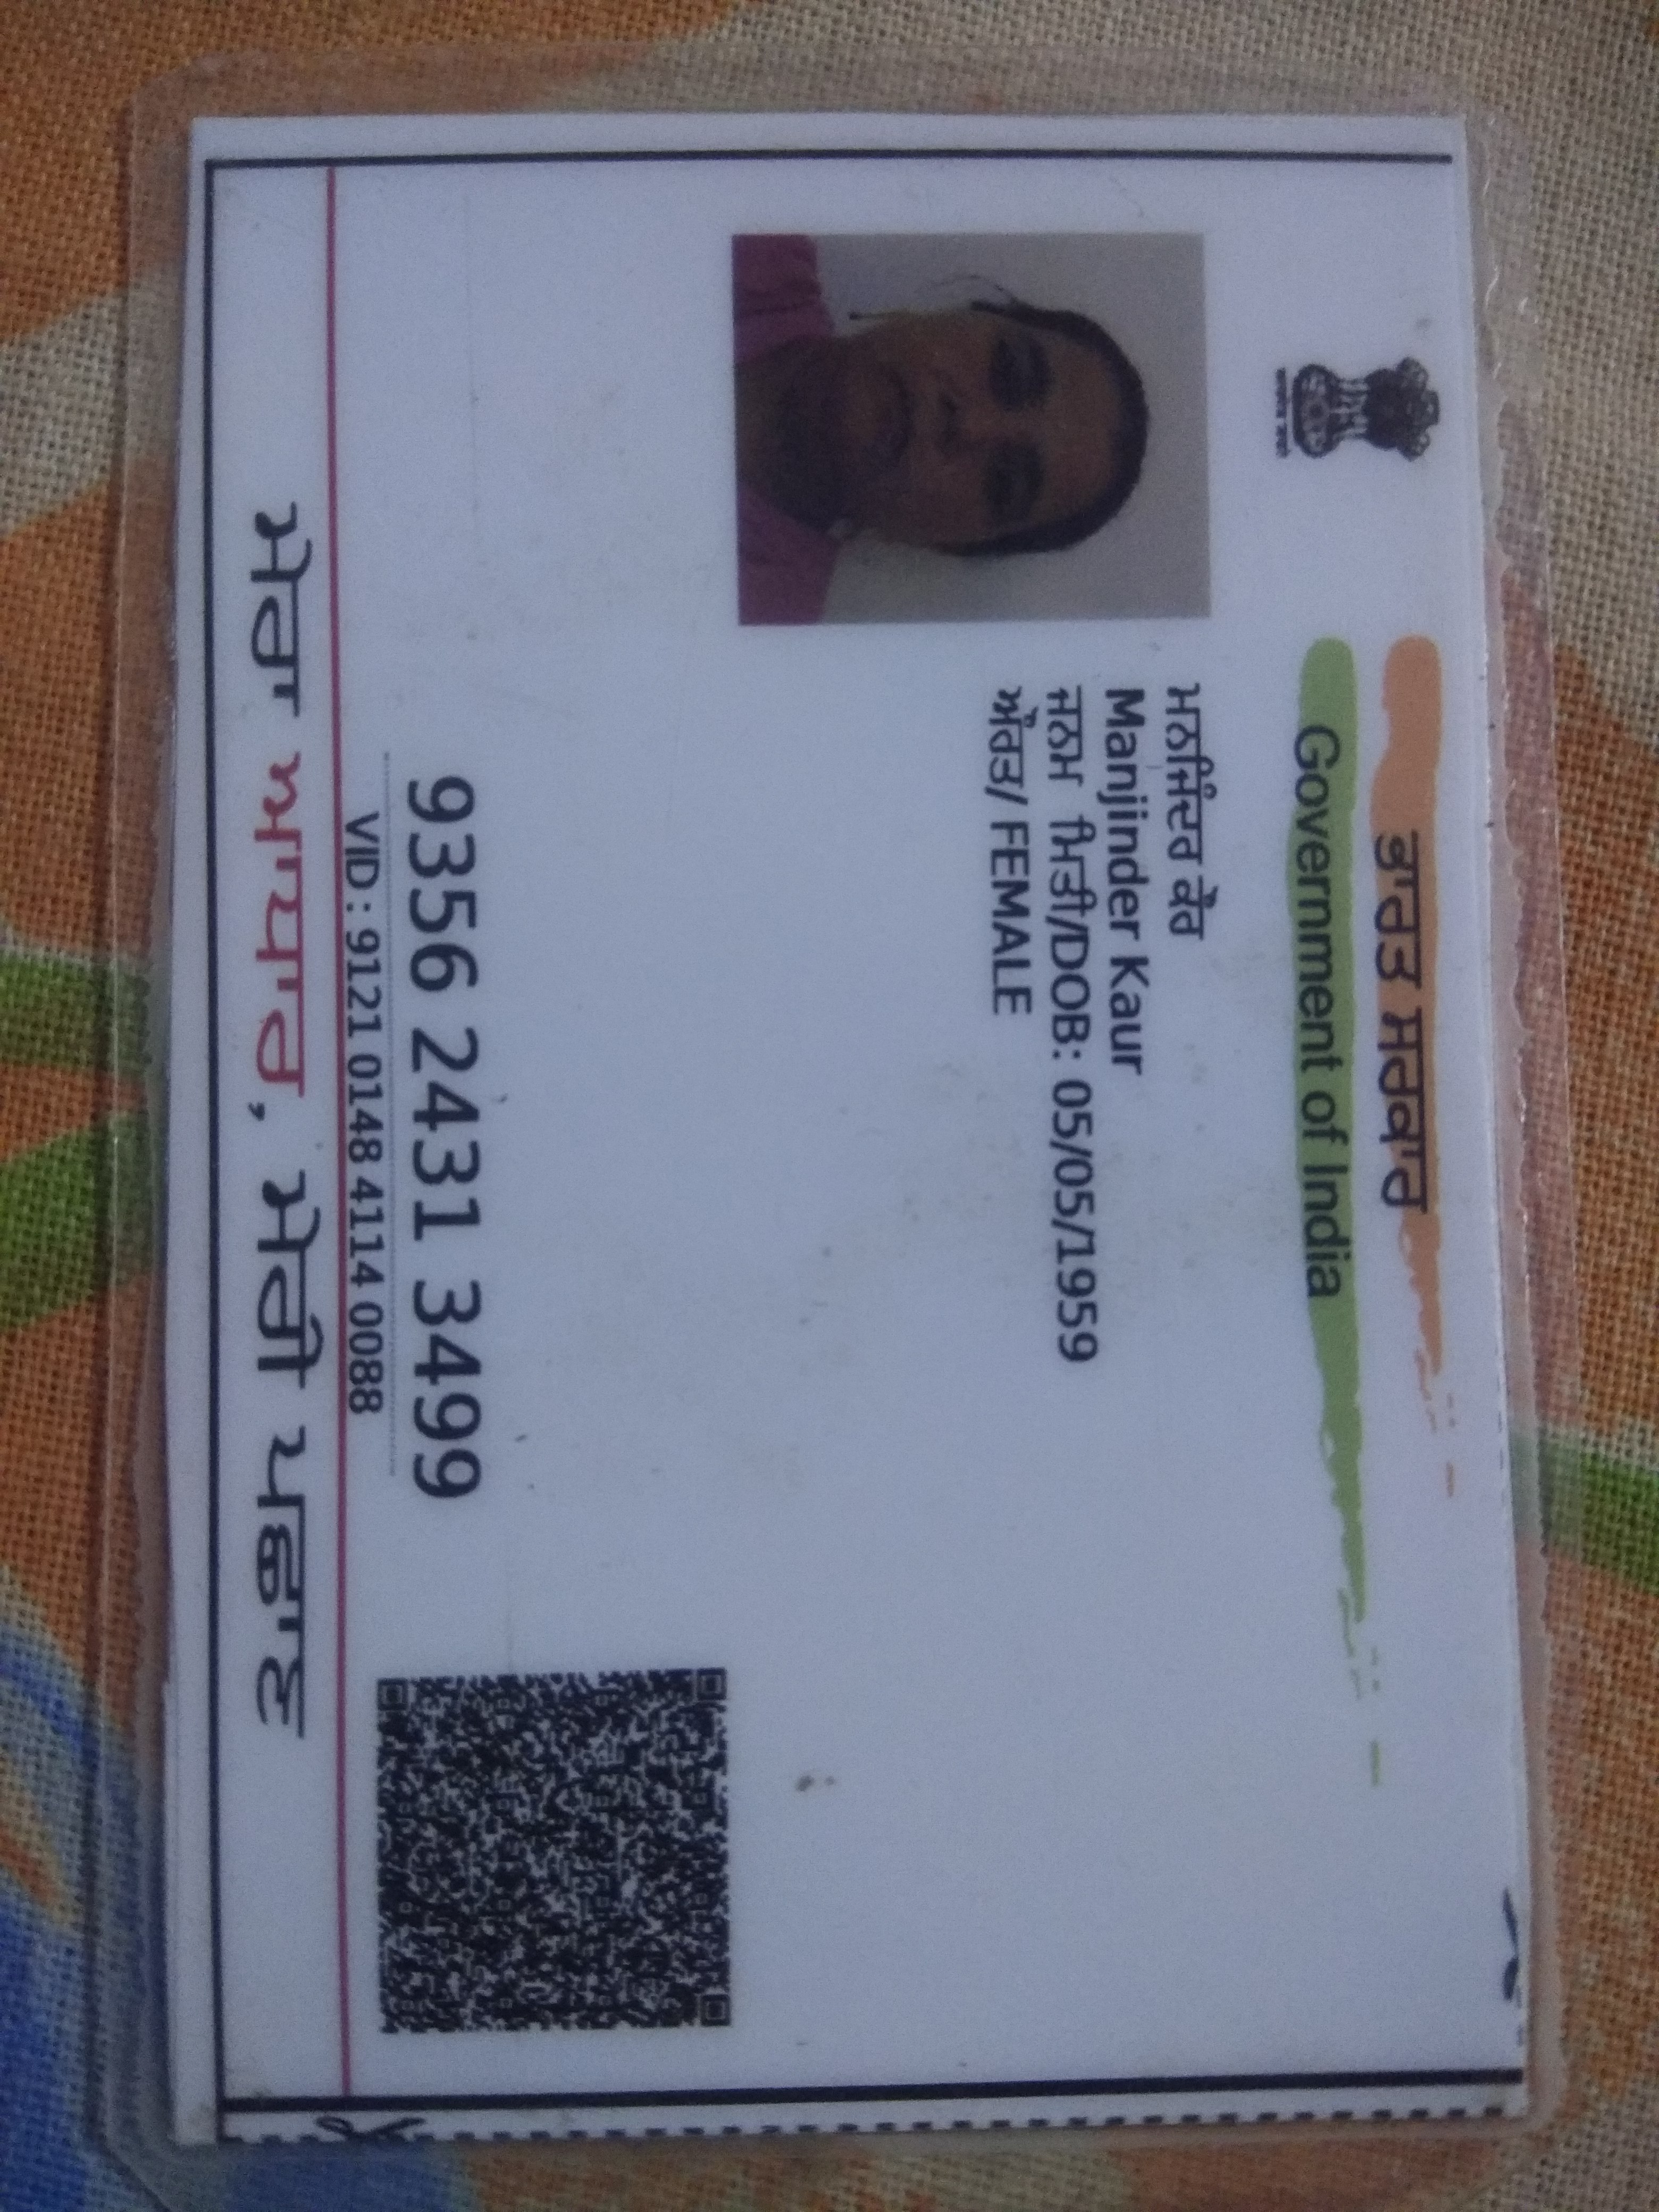 ਭਾਰਤ ਸਰਕਾਰ
Government of India
ਮਨਜਿੰਦਰ ਕੌਰ
Manjinder Kaur
ਜਨਮ ਮਿਤੀ/DOB: 05/05/1959
ਔਰਤ/ FEMALE
9356 2431 3499
VID : 9121 0148 4114 0088
ਮੇਰਾ ਆਧਾਰ, ਮੇਰੀ ਪਛਾਣ